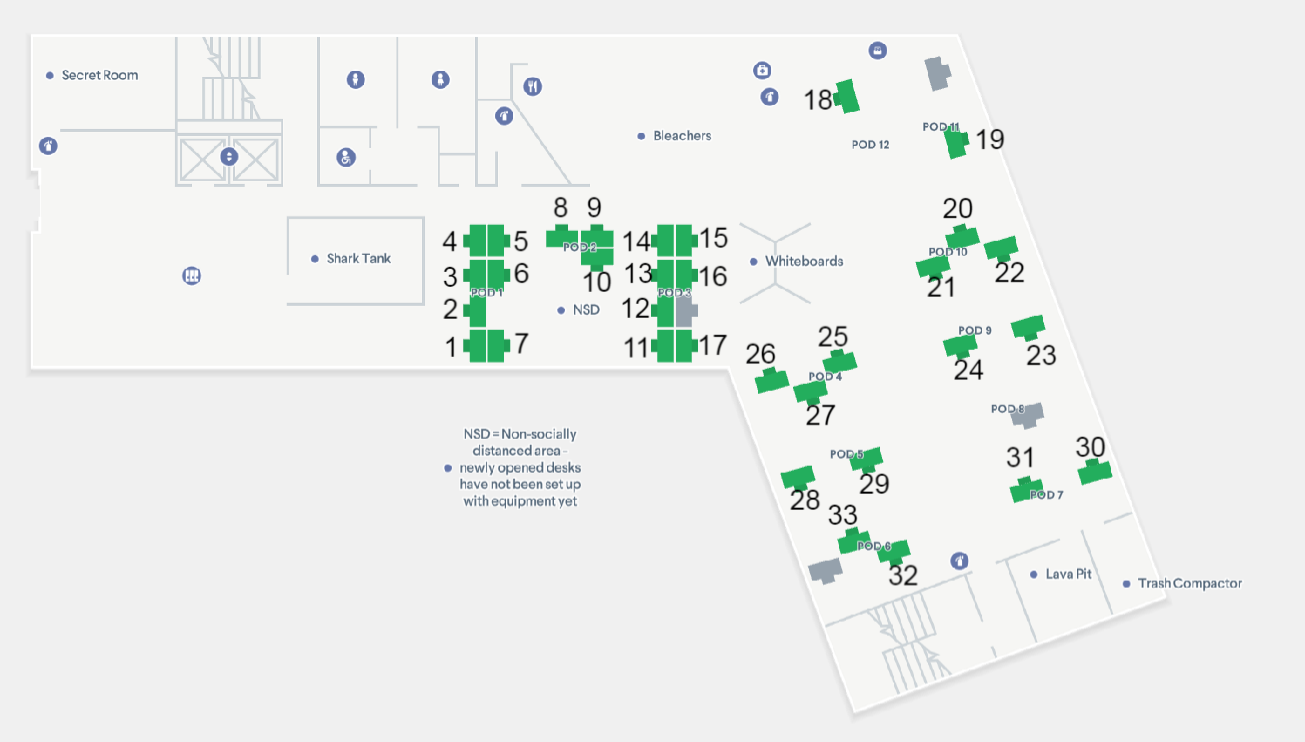 Secret Room
Bleachers
18
POD 11
19
POD 12
8
9
20
4
5
POD 2
14
15
POD 10
22
Shark Tank
Whiteboards
3
6
10
13
16
21
POD 1
POD 3
2
NSD
12
POD 9
23
1
7
11
17
25
24
26
POD 4
27
POD 8
NSD = Non-socially
distanced area -
newly opened desks
have not been set up
with equipment yet
POD 5
29
28
31
30
POD 7
33
POD 6
32
Lava Pit
Trash Compactor